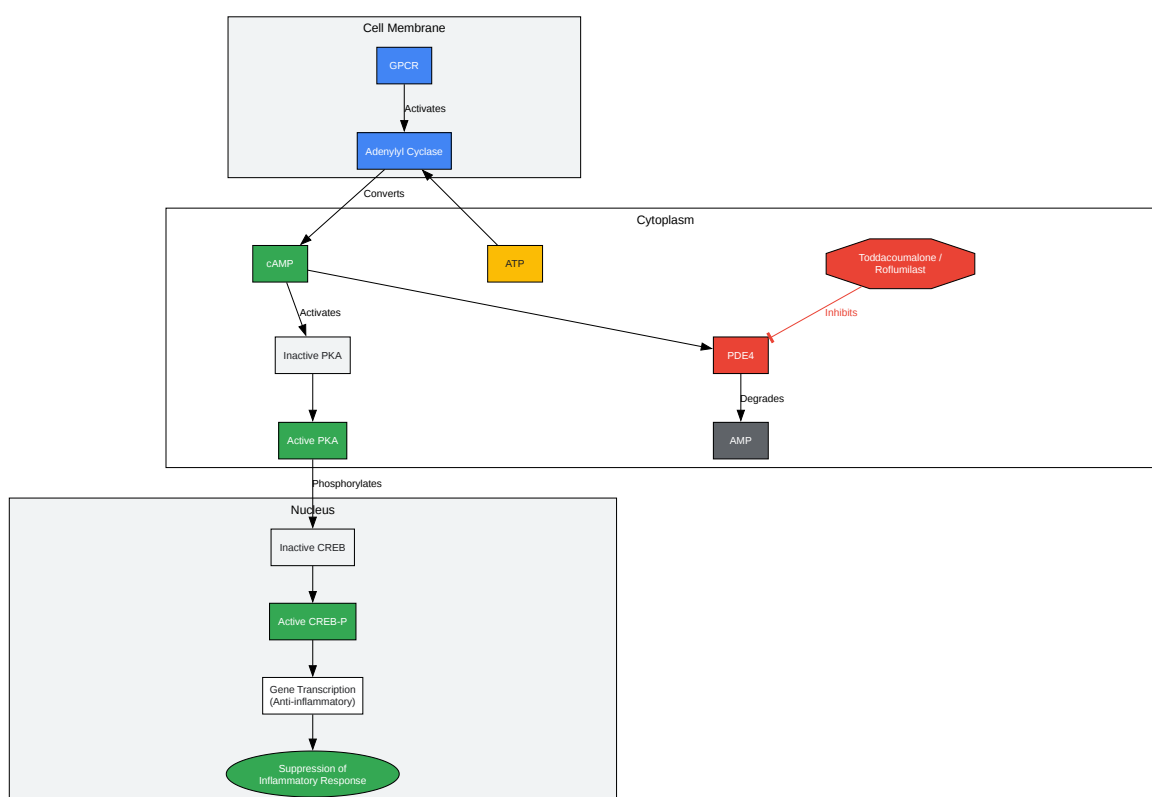 Cell Membrane
GPCR
Activates
Adenylyl Cyclase
Converts
Cytoplasm
cAMP
ATP
Toddacoumalone /
Roflumilast
Activates
Inhibits
Inactive PKA
PDE4
Degrades
Active PKA
AMP
Phosphorylates
Nucleus
Inactive CREB
Active CREB-P
Gene Transcription
(Anti-inflammatory)
Suppression of
Inflammatory Response